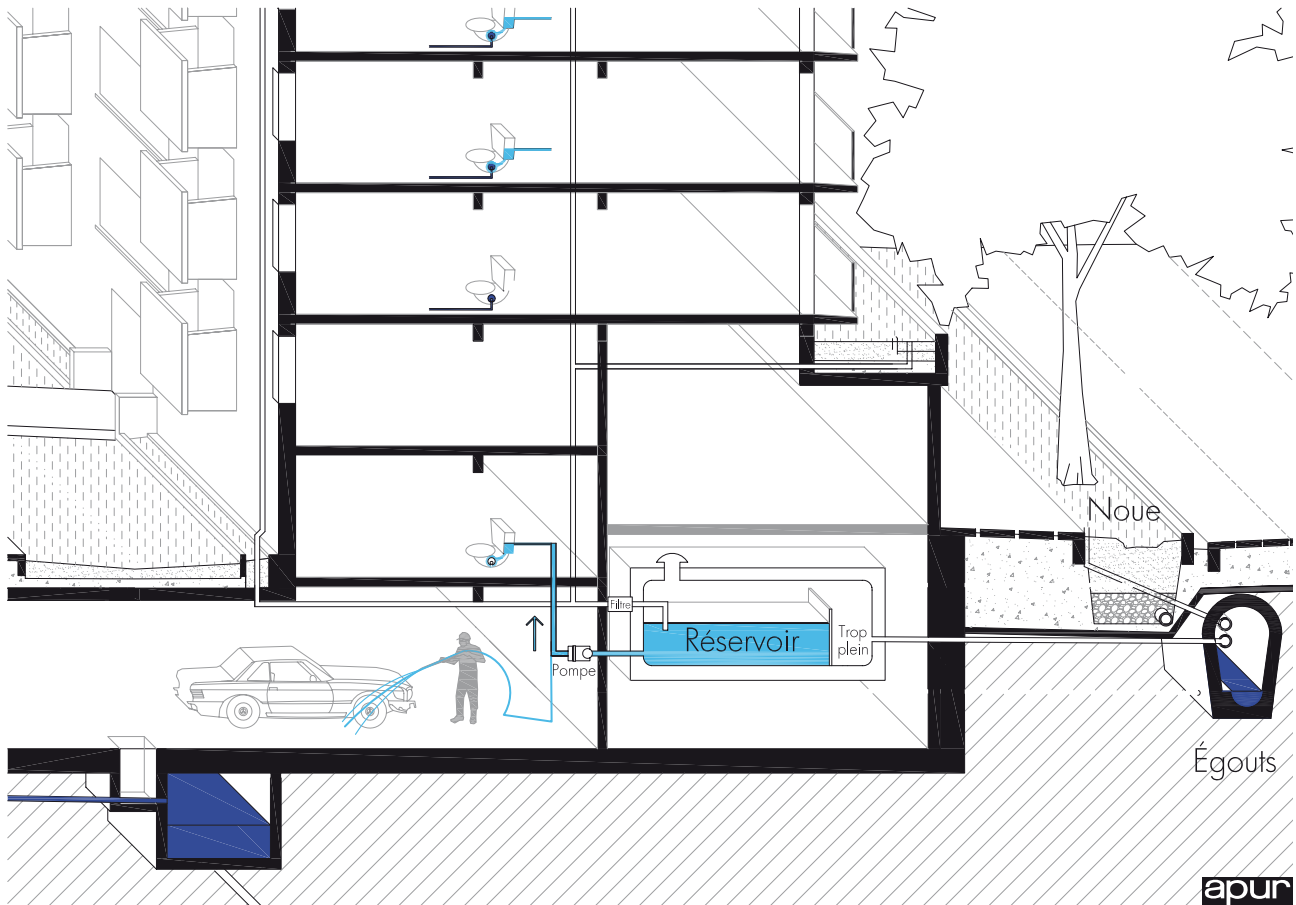 Noue
Filtre
Réservoir
Trop
plein
Pompe
Égouts
apur